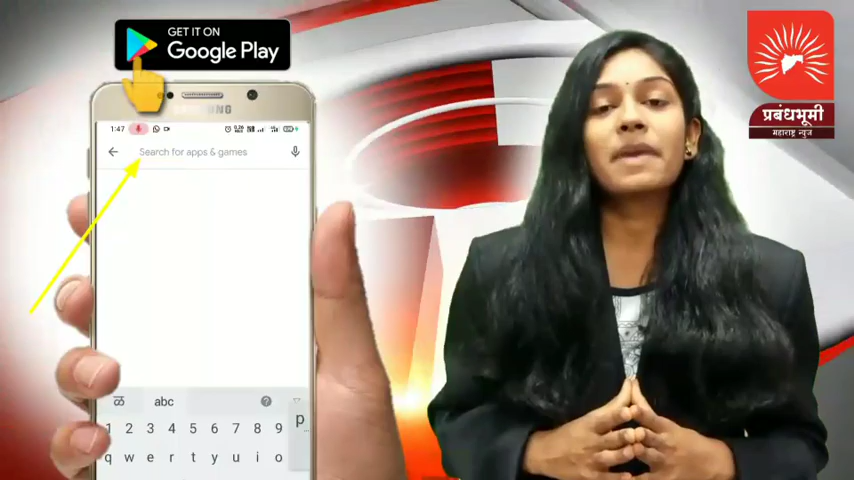 GET IT ON
Google Play
SAMSUNG
1:47
Search for apps & games
प्रबंधभूमी
महाराष्ट्र न्युज
ळ abc ?
1 2 3 4 5 6 7 8 9 p
q w e r t y u i o